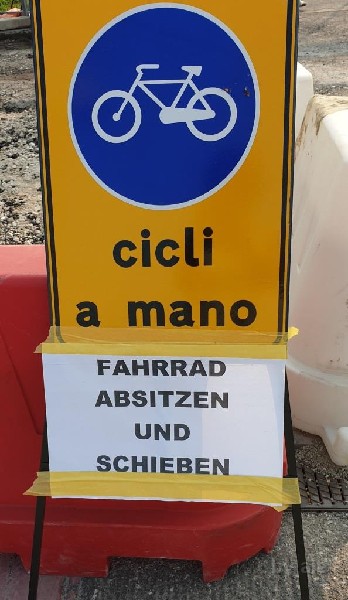 cicli
a mano
FAHRRAD
ABSITZEN
UND
SCHIEBEN